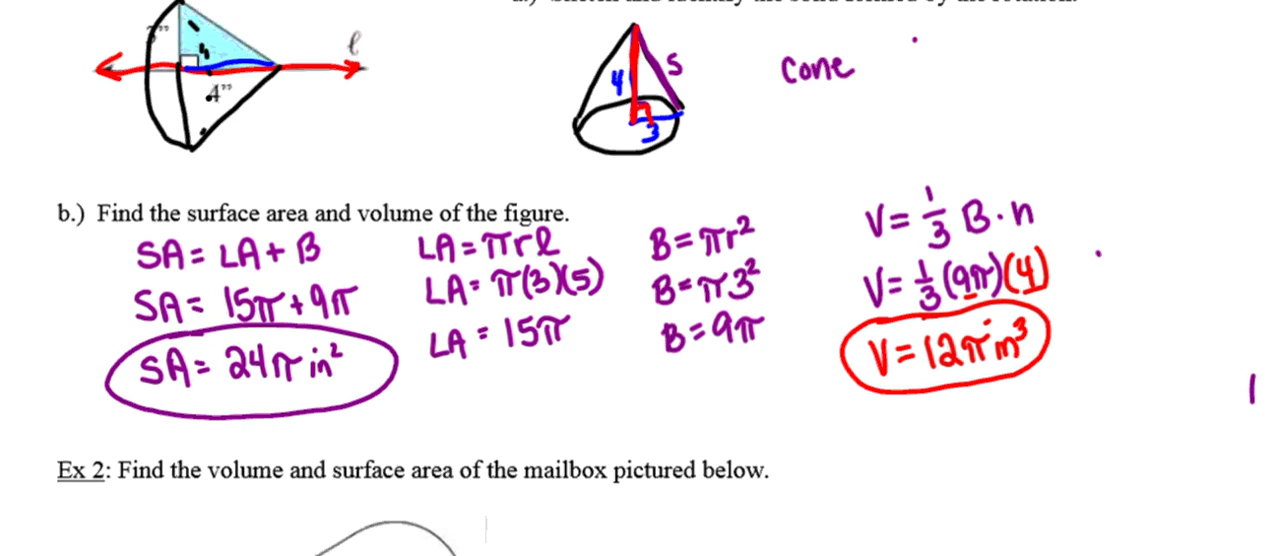 ℓ
4"
4
5
3
Cone
b.) Find the surface area and volume of the figure.
SA = LA + B
SA = 15π + 9π
SA = 24π in²
LA = πrℓ
LA = π(3)(5)
LA = 15π
B = πr²
B = π3²
B = 9π
V = 1/3 B · h
V = 1/3 (9π)(4)
V = 12π in³
Ex 2: Find the volume and surface area of the mailbox pictured below.